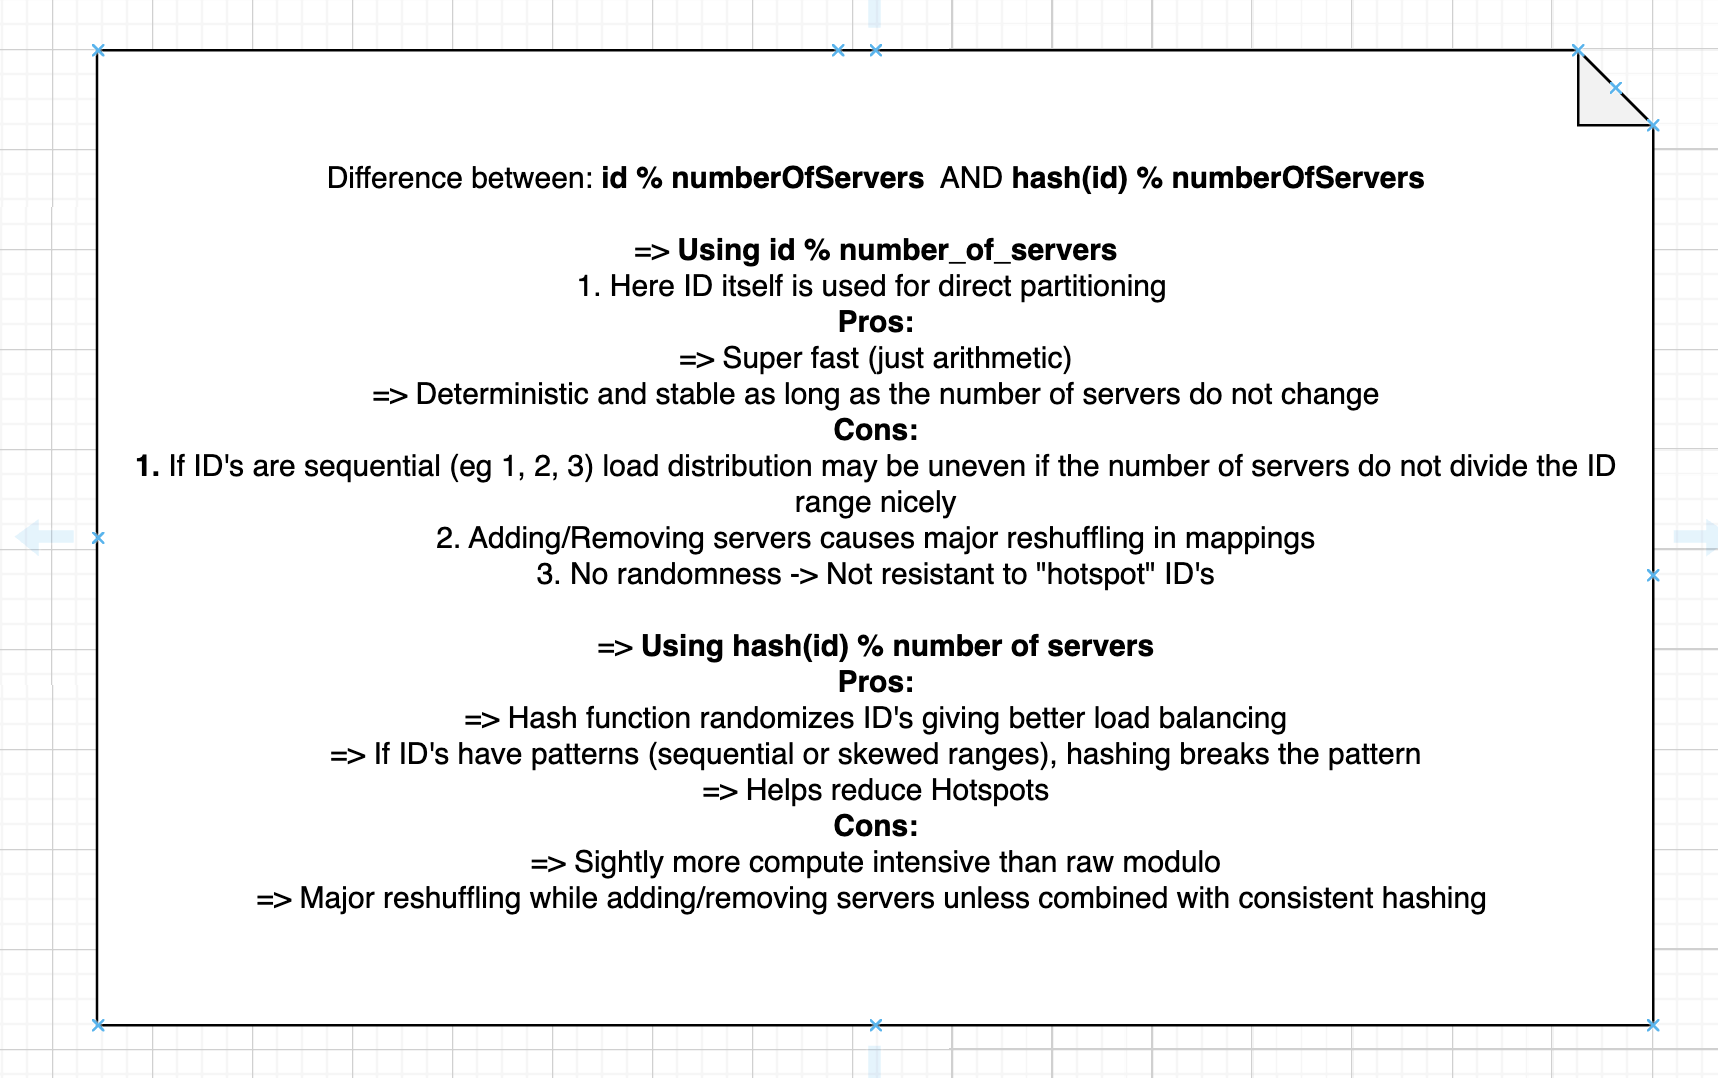 Difference between: id % numberOfServers AND hash(id) % numberOfServers
=> Using id % number_of_servers
1. Here ID itself is used for direct partitioning
Pros:
=> Super fast (just arithmetic)
=> Deterministic and stable as long as the number of servers do not change
Cons:
1. If ID's are sequential (eg 1, 2, 3) load distribution may be uneven if the number of servers do not divide the ID
range nicely
2. Adding/Removing servers causes major reshuffling in mappings
3. No randomness -> Not resistant to "hotspot" ID's
=> Using hash(id) % number of servers
Pros:
=> Hash function randomizes ID's giving better load balancing
=> If ID's have patterns (sequential or skewed ranges), hashing breaks the pattern
=> Helps reduce Hotspots
Cons:
=> Sightly more compute intensive than raw modulo
=> Major reshuffling while adding/removing servers unless combined with consistent hashing